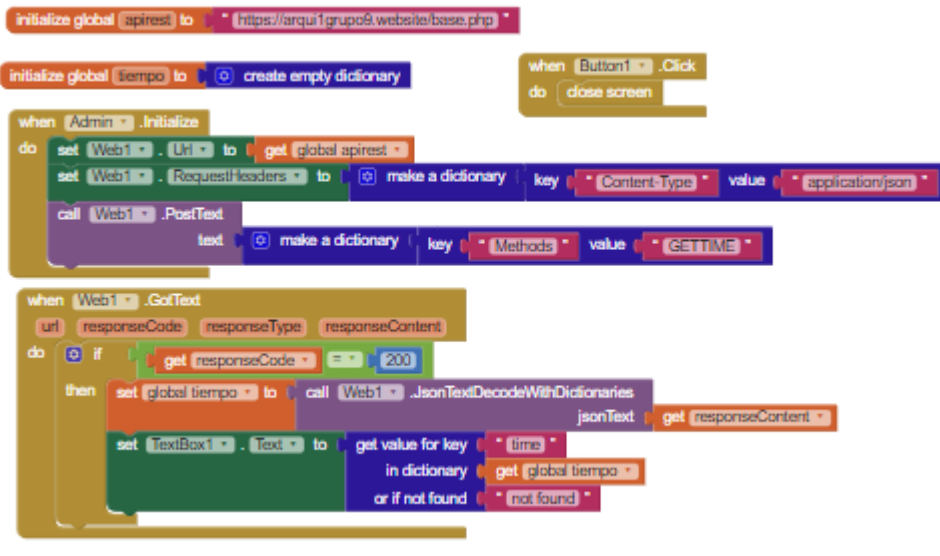 initialize global apirest to " https://arqui1grupo9.website/base.php "
initialize global tiempo to create empty dictionary
when Button1 .Click
do close screen
when Admin .Initialize
do set Web1 . Url to get global apirest
set Web1 . RequestHeaders to make a dictionary key " Content-Type " value " application/json "
call Web1 .PostText
text make a dictionary key " Methods " value " GETTIME "
when Web1 .GotText
url responseCode responseType responseContent
do if get responseCode = 200
then set global tiempo to call Web1 .JsonTextDecodeWithDictionaries
jsonText get responseContent
set TextBox1 . Text to get value for key " time "
in dictionary get global tiempo
or if not found " not found "